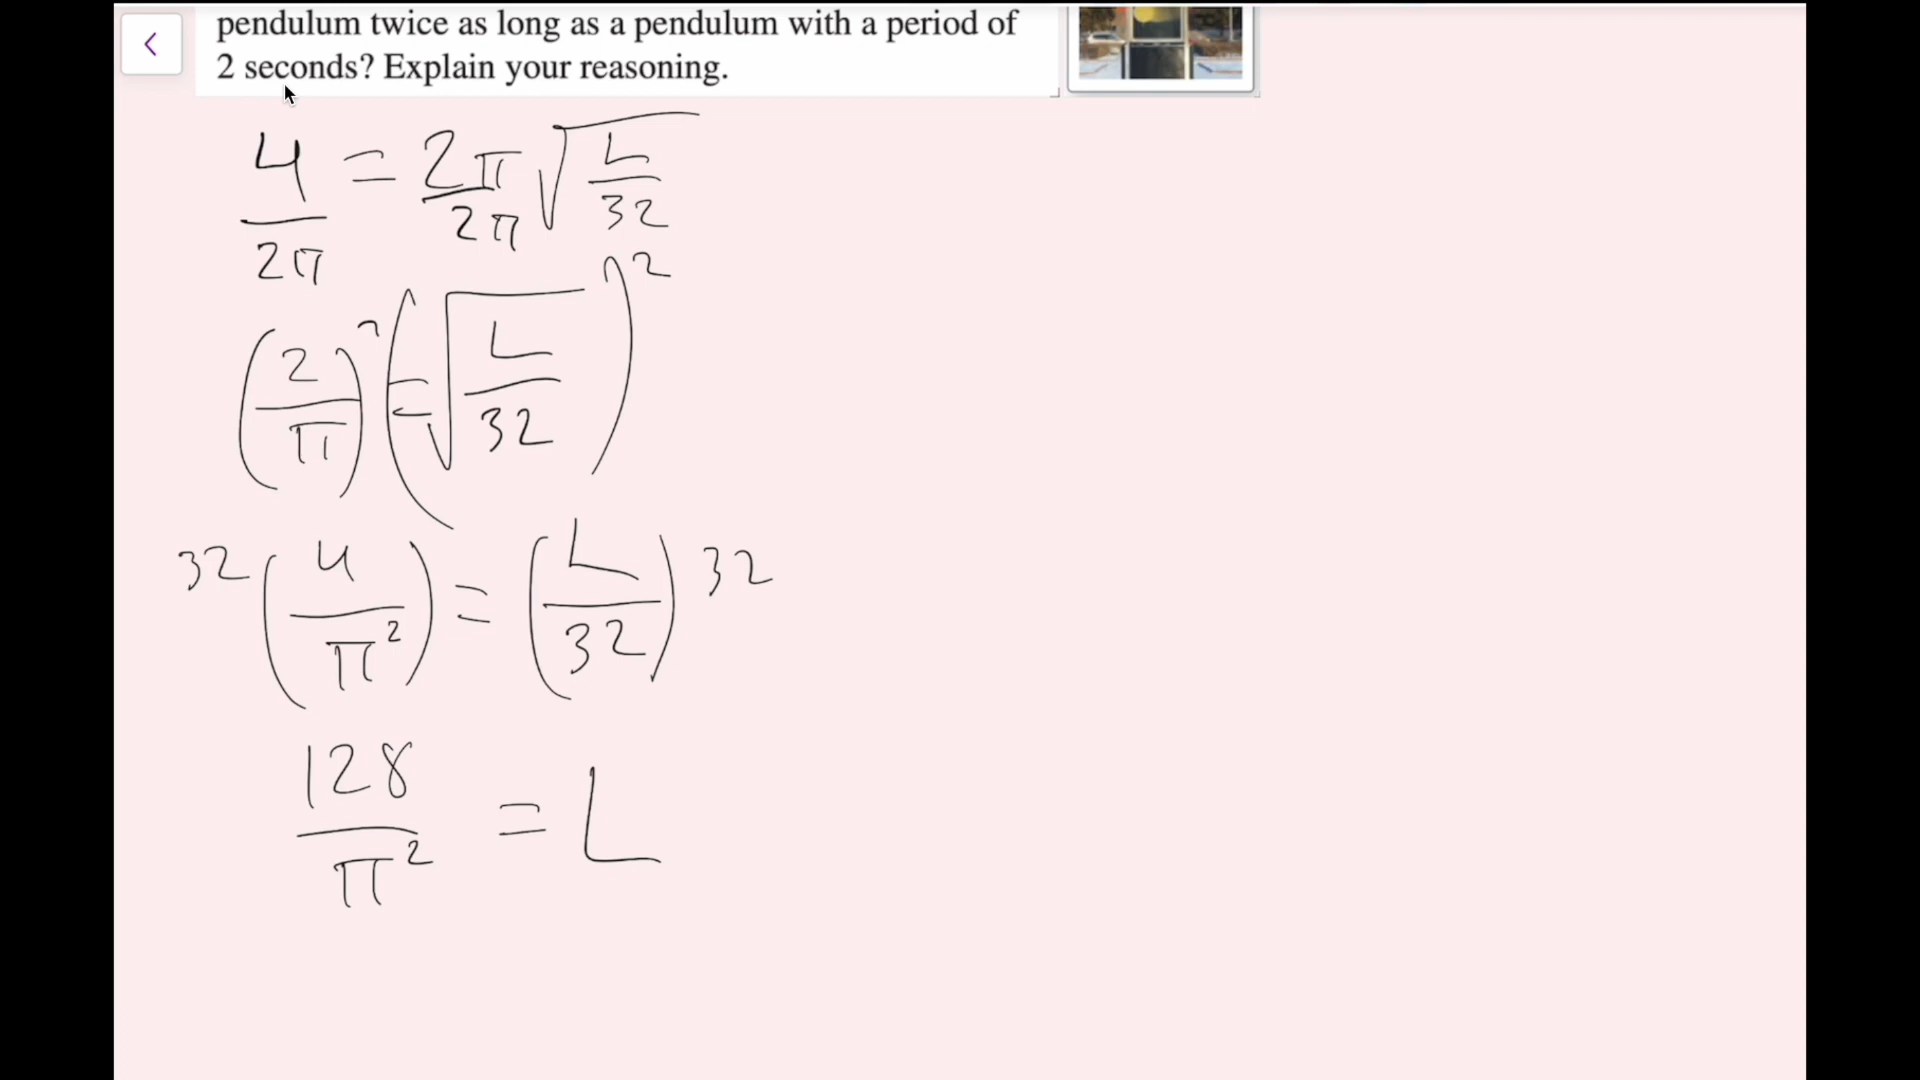 pendulum twice as long as a pendulum with a period of
2 seconds? Explain your reasoning.
4/2π = 2π/2π √(L/32)
(2/π)² = (√(L/32))²
32 (4/π²) = (L/32) 32
128/π² = L